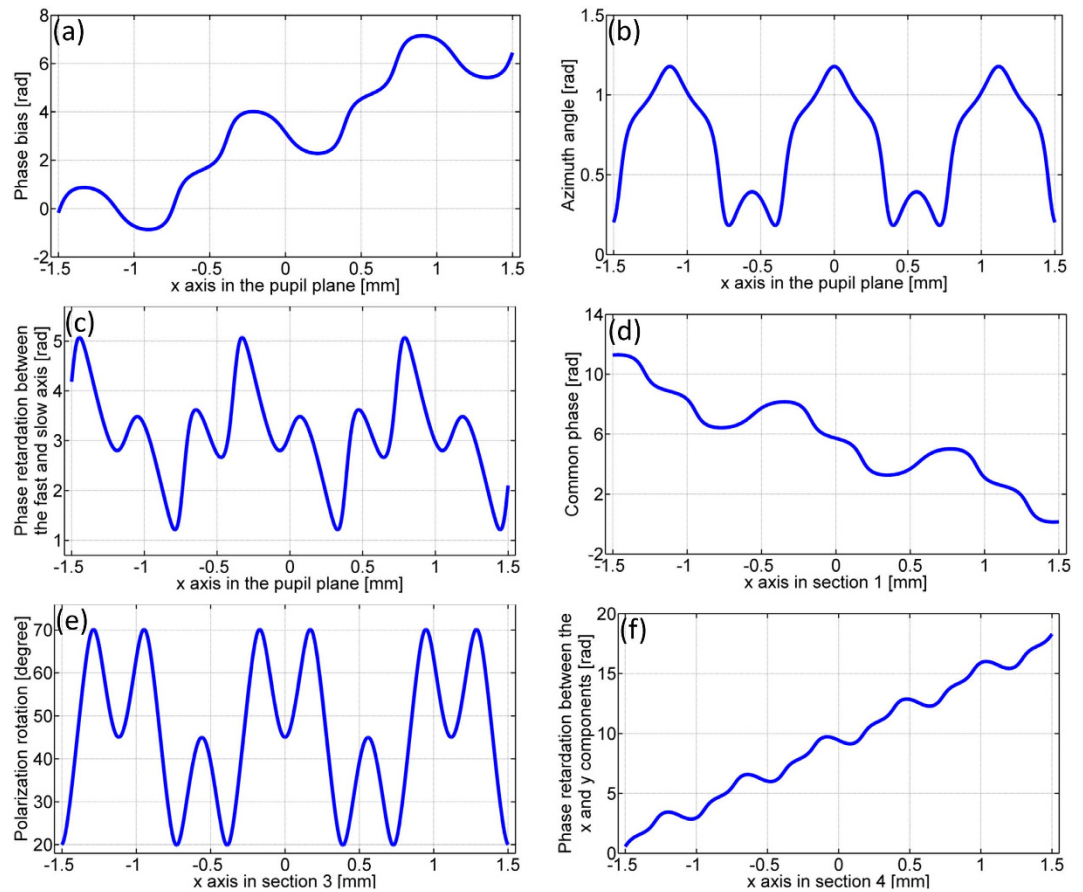 (a)
Phase bias [rad]
8
6
4
2
0
-2
-1.5 -1 -0.5 0 0.5 1 1.5
x axis in the pupil plane [mm]
(b)
Azimuth angle [rad]
1.5
1
0.5
0
-1.5 -1 -0.5 0 0.5 1 1.5
x axis in the pupil plane [mm]
(c)
Phase retardation between
the fast and slow axis [rad]
5
4
3
2
1
-1.5 -1 -0.5 0 0.5 1 1.5
x axis in the pupil plane [mm]
(d)
Common phase [rad]
14
10
6
2
-2
-1.5 -1 -0.5 0 0.5 1 1.5
x axis in section 1 [mm]
(e)
Polarization rotation [degree]
70
60
50
40
30
20
-1.5 -1 -0.5 0 0.5 1 1.5
x axis in section 3 [mm]
(f)
Phase retardation between the
x and y components [rad]
20
15
10
5
0
-1.5 -1 -0.5 0 0.5 1 1.5
x axis in section 4 [mm]